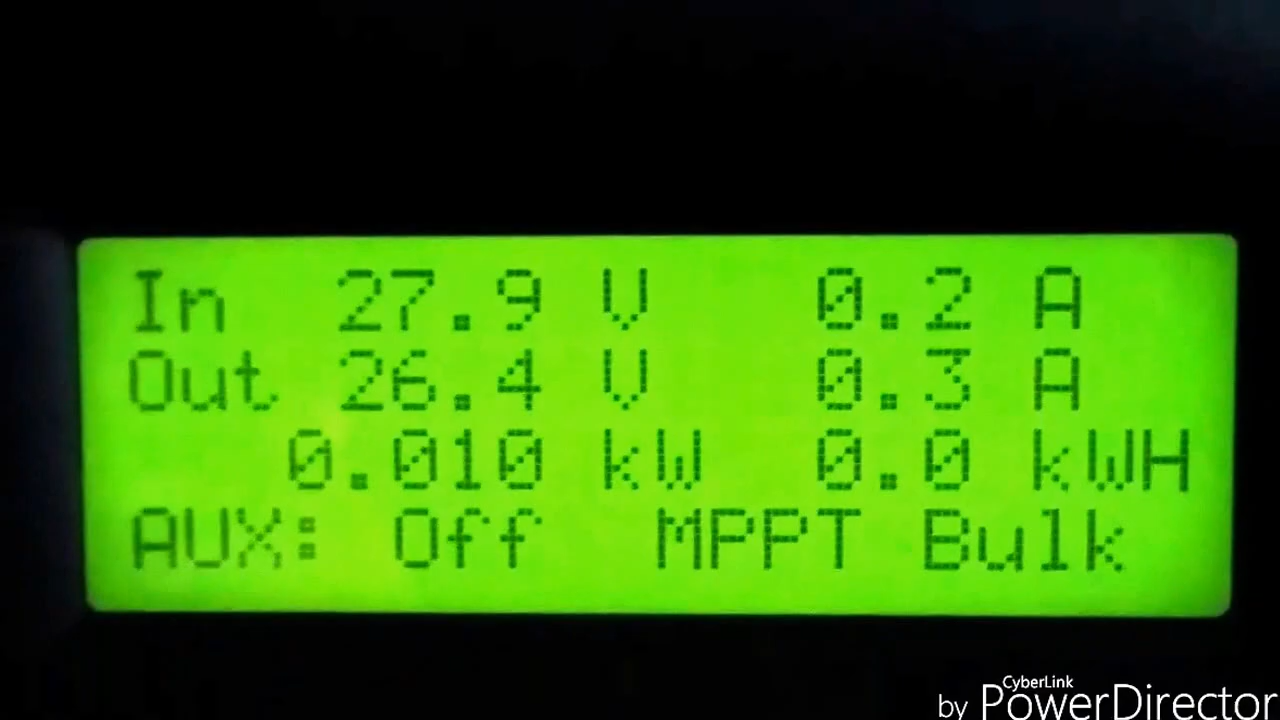 In 27.9 V 0.2 A
Out 26.4 V 0.3 A
0.010 kW 0.0 kWH
AUX: Off MPPT Bulk
CyberLink
by PowerDirector